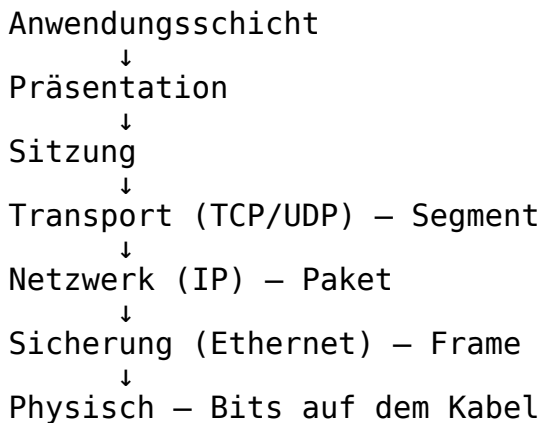 Anwendungsschicht
↓
Präsentation
↓
Sitzung
↓
Transport (TCP/UDP) – Segment
↓
Netzwerk (IP) – Paket
↓
Sicherung (Ethernet) – Frame
↓
Physisch – Bits auf dem Kabel